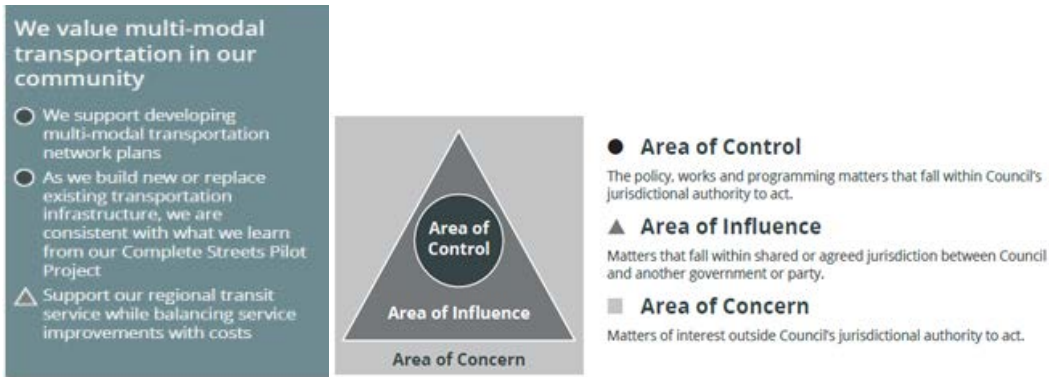 We value multi-modal
transportation in our
community
We support developing
multi-modal transportation
network plans
As we build new or replace
existing transportation
infrastructure, we are
consistent with what we learn
from our Complete Streets Pilot
Project
Support our regional transit
service while balancing service
improvements with costs
Area of
Control
Area of Influence
Area of Concern
Area of Control
The policy, works and programming matters that fall within Council's
jurisdictional authority to act.
Area of Influence
Matters that fall within shared or agreed jurisdiction between Council
and another government or party.
Area of Concern
Matters of interest outside Council's jurisdictional authority to act.